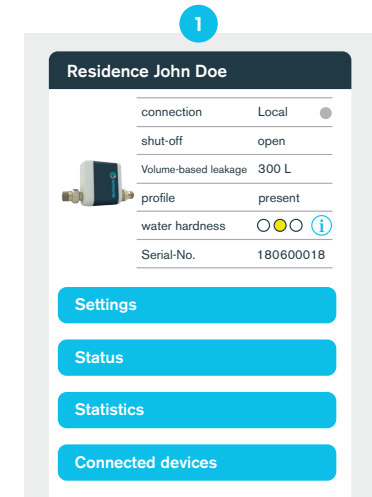 1
Residence John Doe
connection Local
shut-off open
Volume-based leakage 300 L
profile present
water hardness i
Serial-No. 180600018
Settings
Status
Statistics
Connected devices